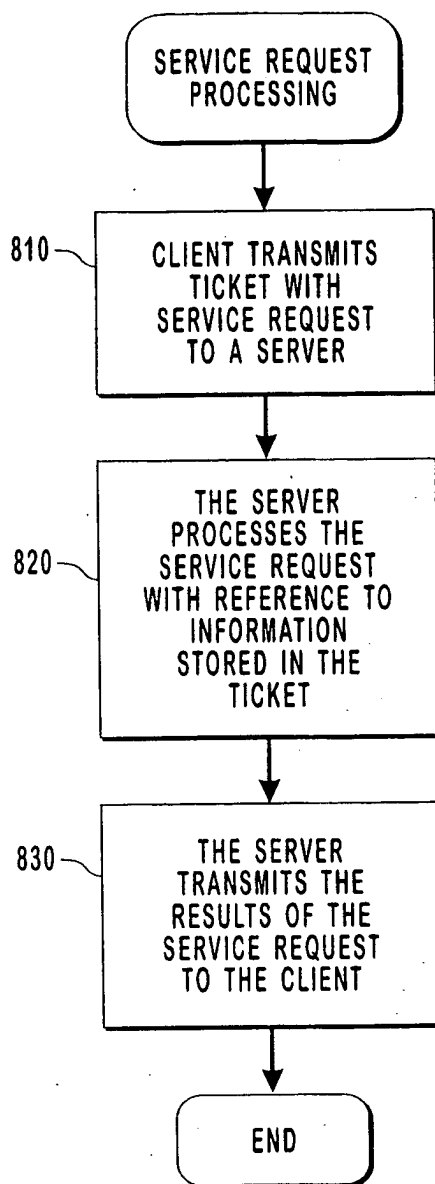 SERVICE REQUEST
PROCESSING
810
CLIENT TRANSMITS
TICKET WITH
SERVICE REQUEST
TO A SERVER
820
THE SERVER
PROCESSES THE
SERVICE REQUEST
WITH REFERENCE TO
INFORMATION
STORED IN THE
TICKET
830
THE SERVER
TRANSMITS THE
RESULTS OF THE
SERVICE REQUEST
TO THE CLIENT
END